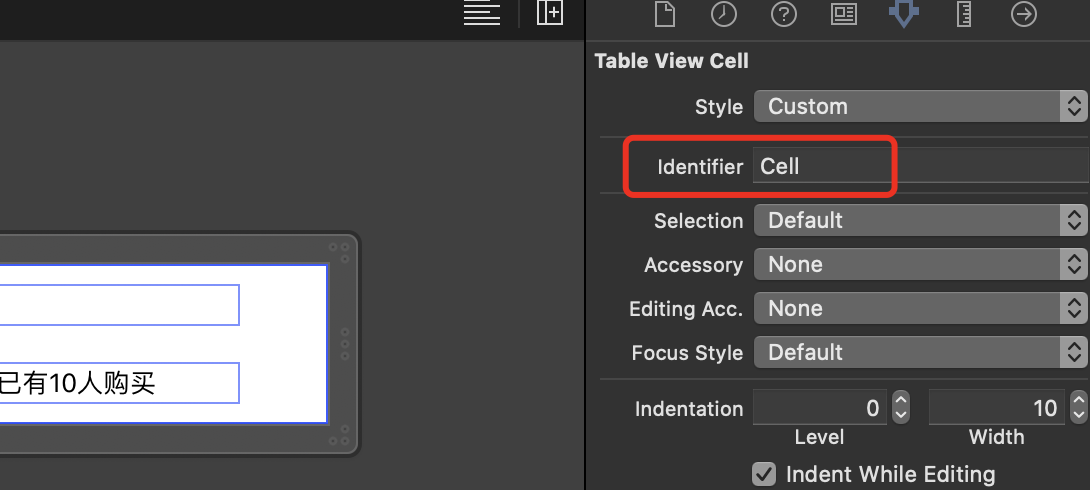 Table View Cell
Style Custom
Identifier Cell
Selection Default
Accessory None
Editing Acc. None
Focus Style Default
Indentation 0 10
Level Width
Indent While Editing
已有10人购买